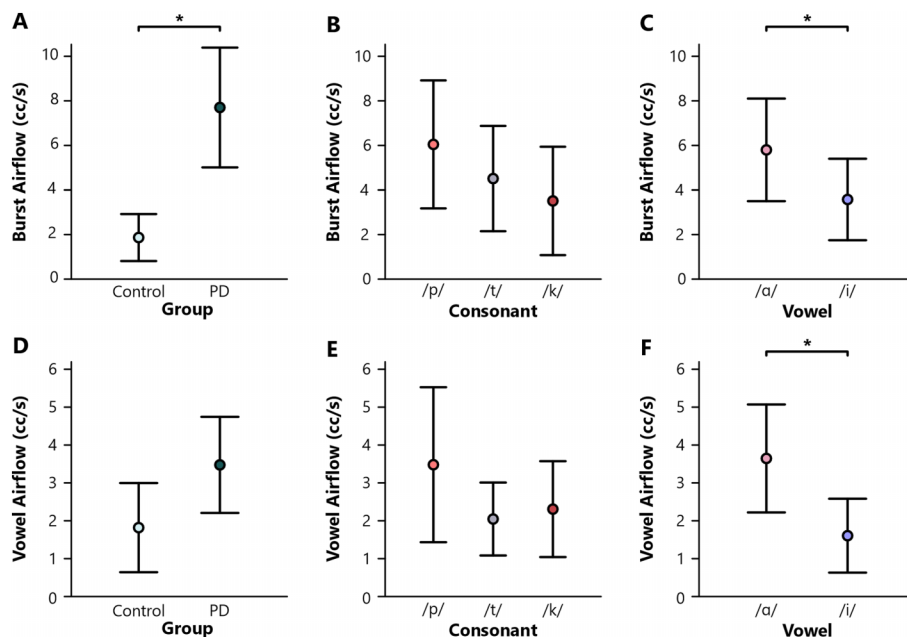 A
*
Burst Airflow (cc/s)
10
8
6
4
2
0
Control PD
Group
B
Burst Airflow (cc/s)
10
8
6
4
2
0
/p/ /t/ /k/
Consonant
C
*
Burst Airflow (cc/s)
10
8
6
4
2
0
/ɑ/ /i/
Vowel
D
Vowel Airflow (cc/s)
6
5
4
3
2
1
0
Control PD
Group
E
Vowel Airflow (cc/s)
6
5
4
3
2
1
0
/p/ /t/ /k/
Consonant
F
*
Vowel Airflow (cc/s)
6
5
4
3
2
1
0
/ɑ/ /i/
Vowel